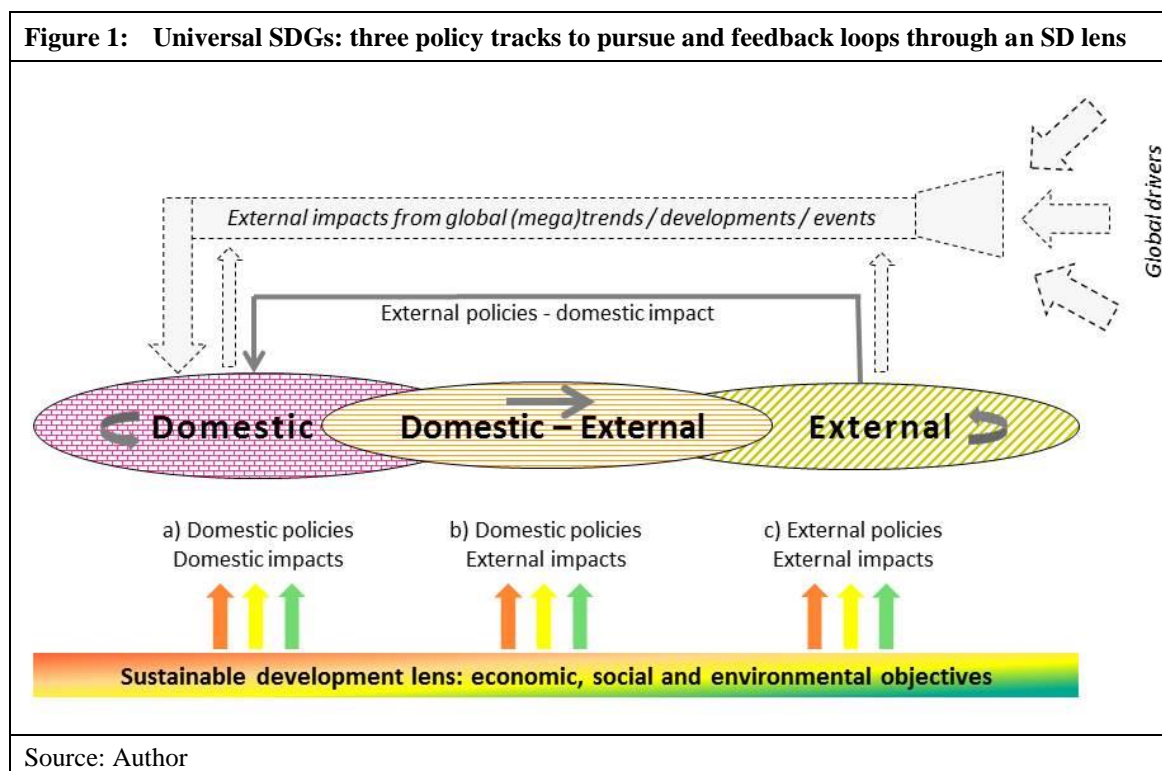 Figure 1: Universal SDGs: three policy tracks to pursue and feedback loops through an SD lens
Global drivers
External impacts from global (mega)trends / developments / events
External policies - domestic impact
Domestic
Domestic – External
External
a) Domestic policies
Domestic impacts
b) Domestic policies
External impacts
c) External policies
External impacts
Sustainable development lens: economic, social and environmental objectives
Source: Author